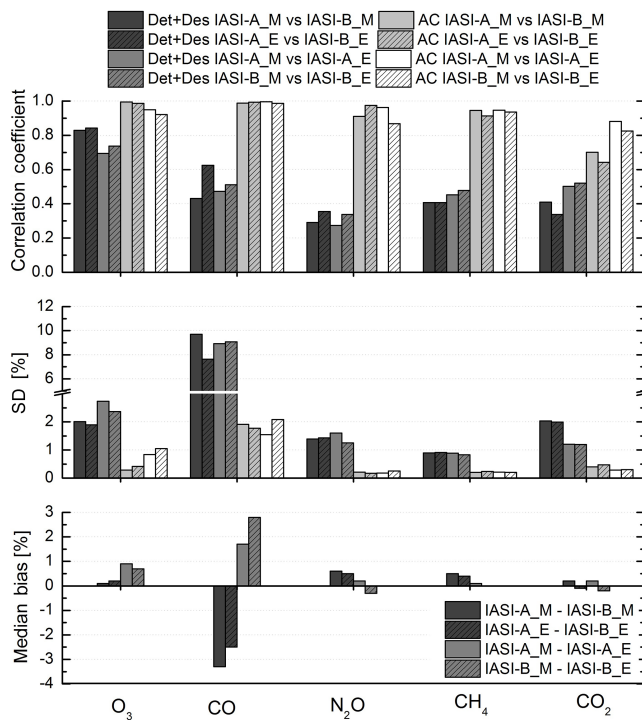 Det+Des IASI-A_M vs IASI-B_M
AC IASI-A_M vs IASI-B_M
Det+Des IASI-A_E vs IASI-B_E
AC IASI-A_E vs IASI-B_E
Det+Des IASI-A_M vs IASI-A_E
AC IASI-A_M vs IASI-A_E
Det+Des IASI-B_M vs IASI-B_E
AC IASI-B_M vs IASI-B_E
Correlation coefficient
1.0
0.8
0.6
0.4
0.2
0.0
SD [%]
12
10
8
6
2
1
0
Median bias [%]
3
2
1
0
-1
-2
-3
-4
IASI-A_M - IASI-B_M
IASI-A_E - IASI-B_E
IASI-A_M - IASI-A_E
IASI-B_M - IASI-B_E
O₃ CO N₂O CH₄ CO₂